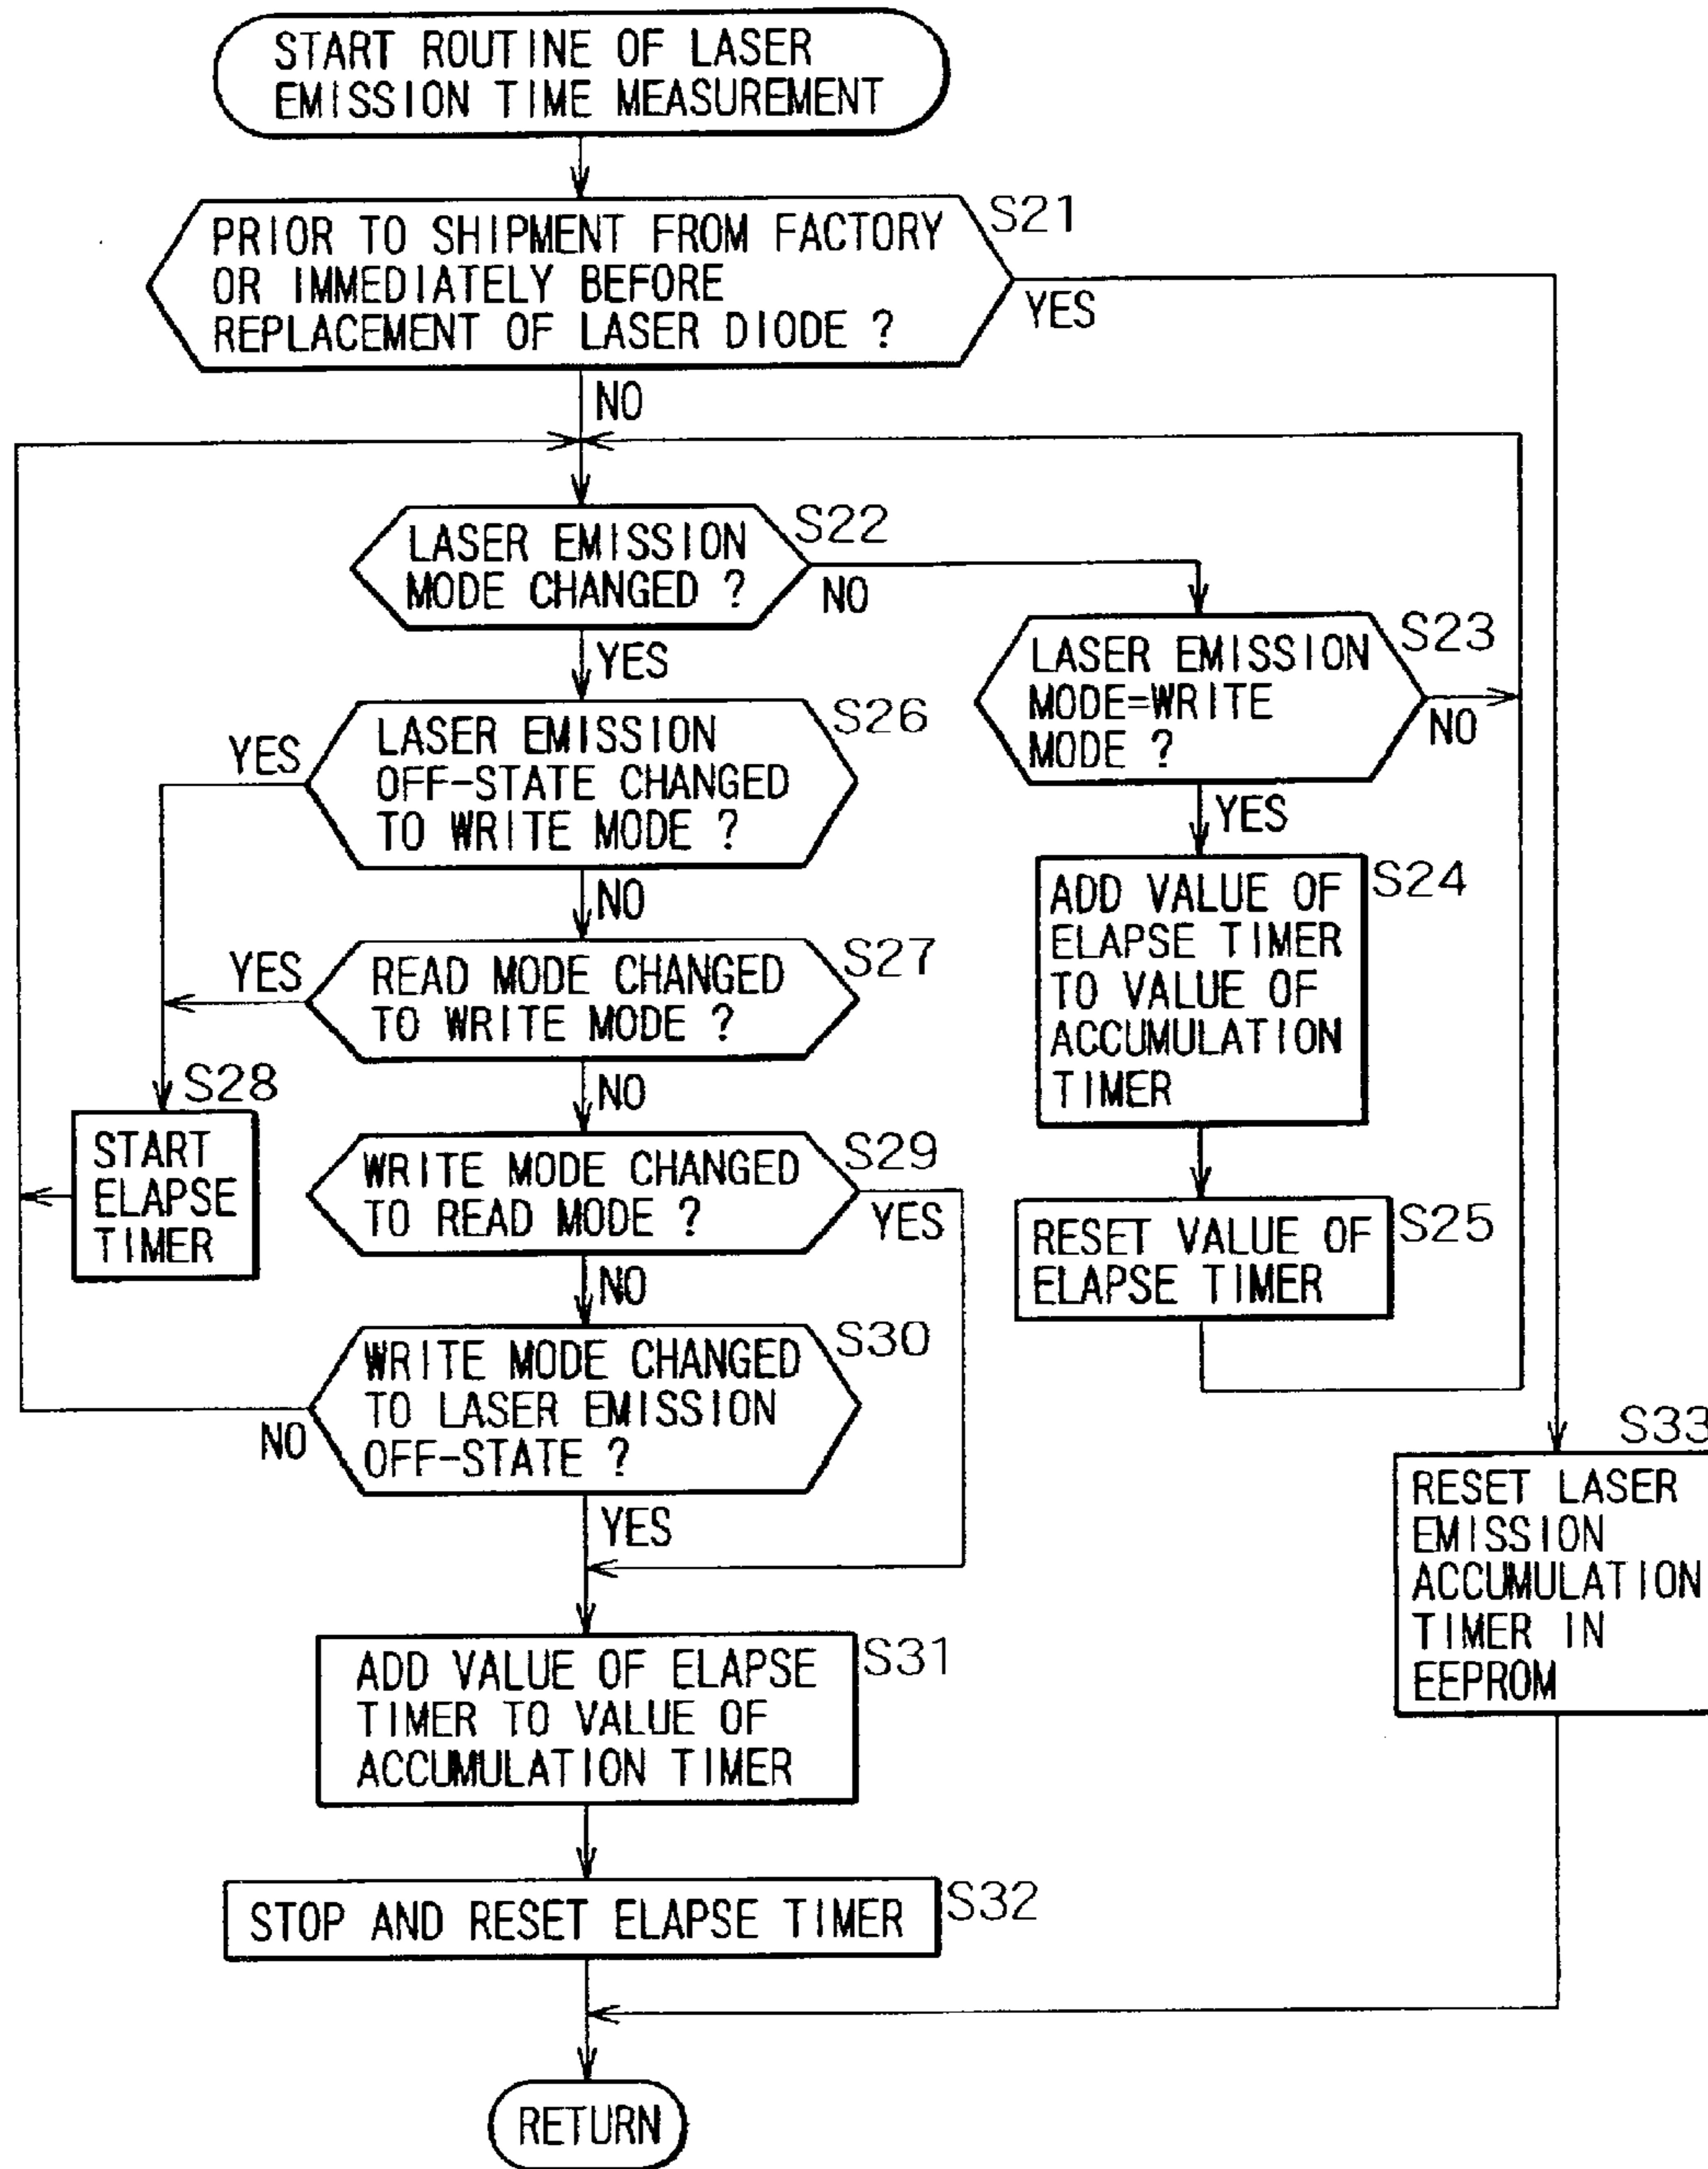 START ROUTINE OF LASER
EMISSION TIME MEASUREMENT
PRIOR TO SHIPMENT FROM FACTORY
OR IMMEDIATELY BEFORE
REPLACEMENT OF LASER DIODE ?
S21
YES
NO
LASER EMISSION
MODE CHANGED ?
S22
NO
YES
LASER EMISSION
MODE=WRITE
MODE ?
S23
NO
YES
LASER EMISSION
OFF-STATE CHANGED
TO WRITE MODE ?
S26
YES
NO
ADD VALUE OF
ELAPSE TIMER
TO VALUE OF
ACCUMULATION
TIMER
S24
READ MODE CHANGED
TO WRITE MODE ?
S27
YES
NO
S28
START
ELAPSE
TIMER
WRITE MODE CHANGED
TO READ MODE ?
S29
YES
NO
RESET VALUE OF
ELAPSE TIMER
S25
WRITE MODE CHANGED
TO LASER EMISSION
OFF-STATE ?
S30
NO
YES
S33
RESET LASER
EMISSION
ACCUMULATION
TIMER IN
EEPROM
ADD VALUE OF ELAPSE
TIMER TO VALUE OF
ACCUMULATION TIMER
S31
STOP AND RESET ELAPSE TIMER
S32
RETURN